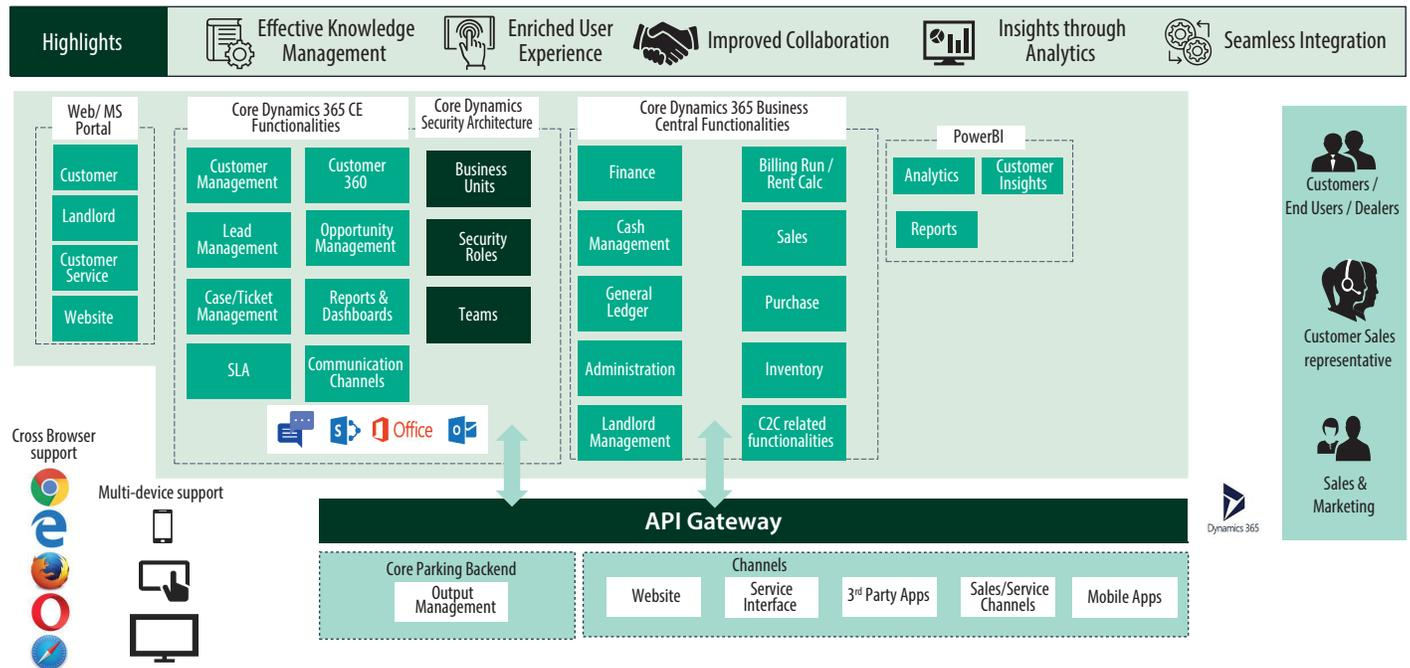 Highlights
Effective Knowledge
Management
Enriched User
Experience
Improved Collaboration
Insights through
Analytics
Seamless Integration
Web/ MS
Portal
Customer
Landlord
Customer
Service
Website
Core Dynamics 365 CE
Functionalities
Customer
Management
Customer
360
Lead
Management
Opportunity
Management
Case/Ticket
Management
Reports &
Dashboards
SLA
Communication
Channels
Office
Core Dynamics
Security Architecture
Business
Units
Security
Roles
Teams
Core Dynamics 365 Business
Central Functionalities
Finance
Billing Run /
Rent Calc
Cash
Management
Sales
General
Ledger
Purchase
Administration
Inventory
Landlord
Management
C2C related
functionalities
PowerBI
Analytics
Customer
Insights
Reports
Customers /
End Users / Dealers
Customer Sales
representative
Sales &
Marketing
Dynamics 365
Cross Browser
support
Multi-device support
API Gateway
Core Parking Backend
Output
Management
Channels
Website
Service
Interface
3rd Party Apps
Sales/Service
Channels
Mobile Apps